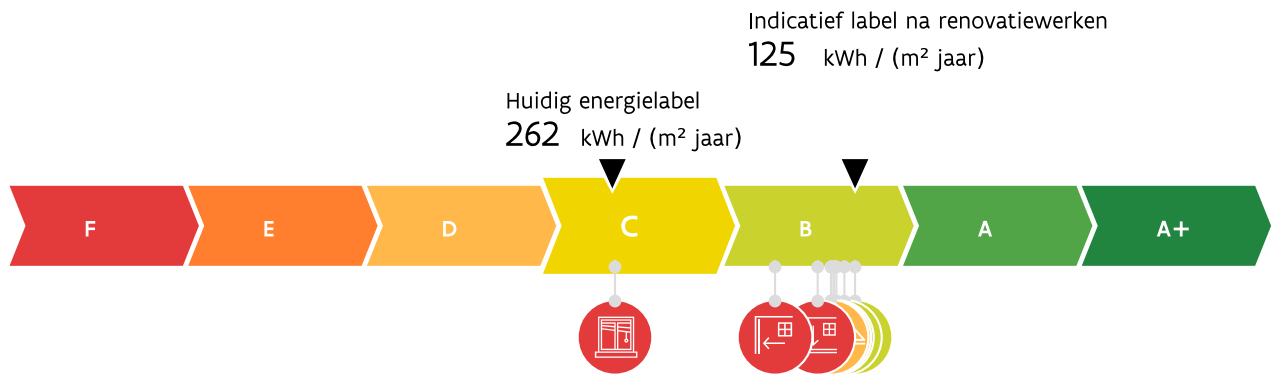 Indicatief label na renovatiewerken
125 kWh / (m² jaar)
Huidig energielabel
262 kWh / (m² jaar)
F E D C B A A+